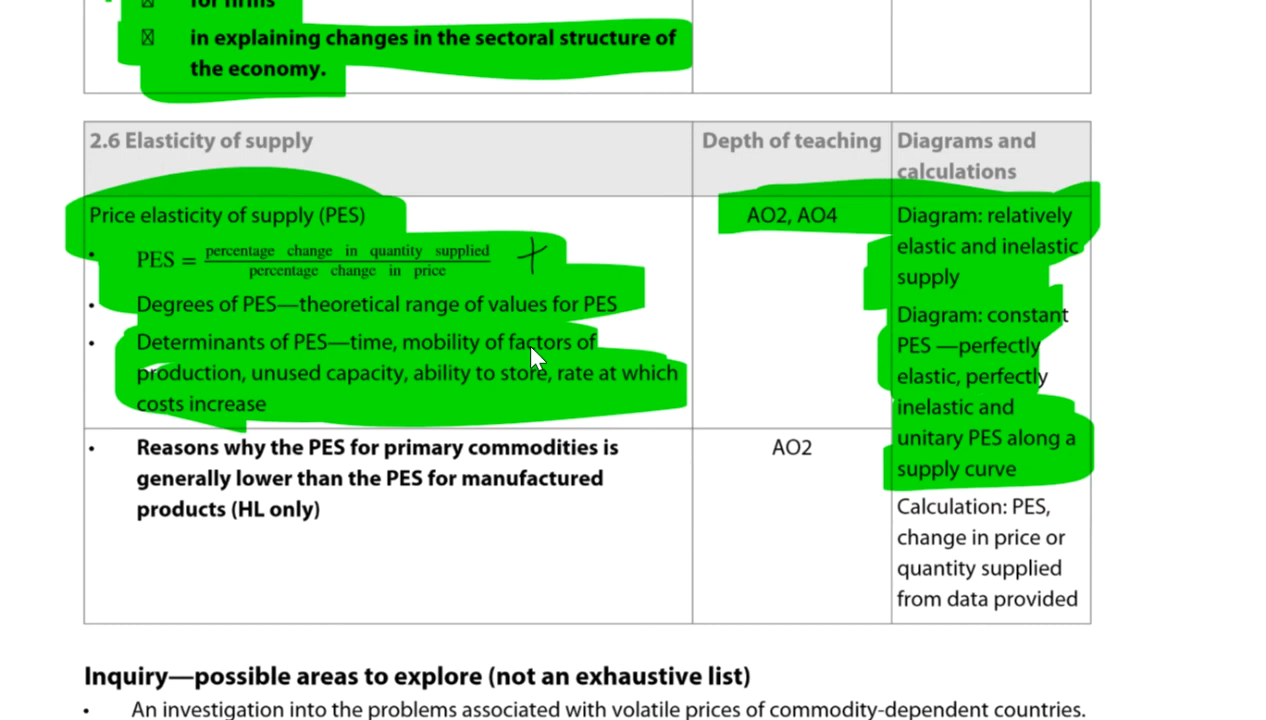 for firms
in explaining changes in the sectoral structure of
the economy.
2.6 Elasticity of supply
Depth of teaching
Diagrams and
calculations
Price elasticity of supply (PES)
• PES = percentage change in quantity supplied
percentage change in price
+
• Degrees of PES—theoretical range of values for PES
• Determinants of PES—time, mobility of factors of
production, unused capacity, ability to store, rate at which
costs increase
AO2, AO4
• Reasons why the PES for primary commodities is
generally lower than the PES for manufactured
products (HL only)
AO2
Diagram: relatively
elastic and inelastic
supply
Diagram: constant
PES —perfectly
elastic, perfectly
inelastic and
unitary PES along a
supply curve
Calculation: PES,
change in price or
quantity supplied
from data provided
Inquiry—possible areas to explore (not an exhaustive list)
• An investigation into the problems associated with volatile prices of commodity-dependent countries.